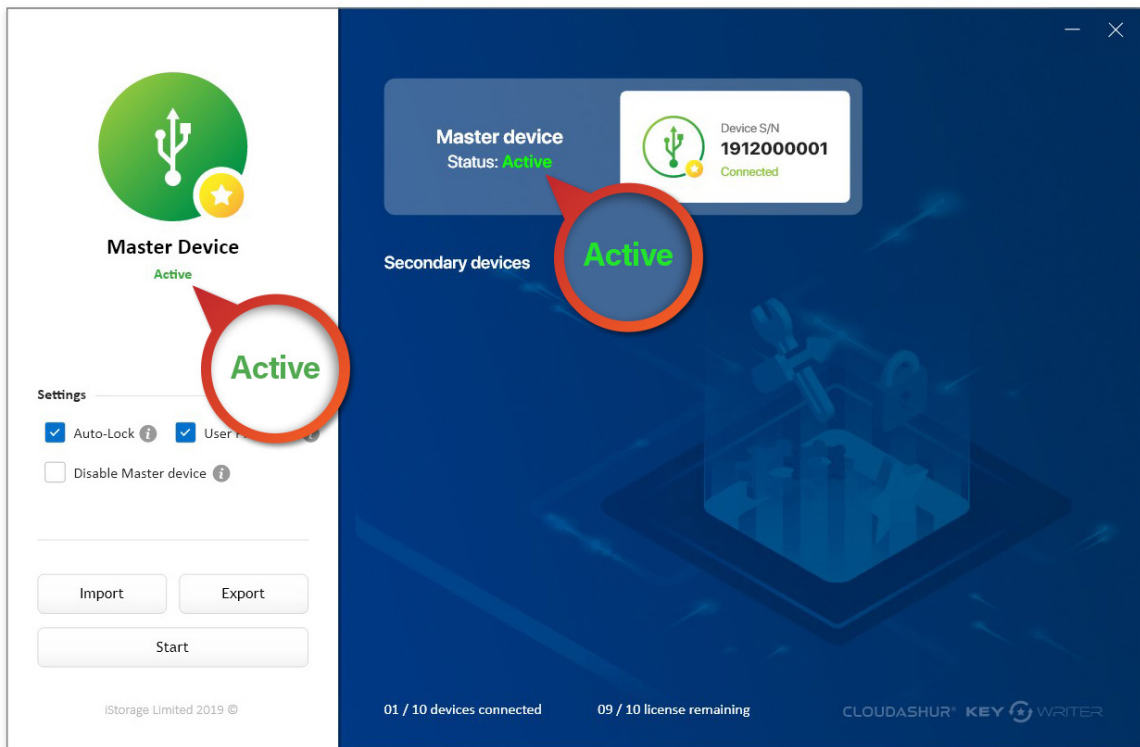 Master Device
Active
Active
Settings
Auto-Lock
User
Disable Master device
Import
Export
Start
iStorage Limited 2019 ©
Master device
Status: Active
Device S/N
1912000001
Connected
Active
Secondary devices
01 / 10 devices connected
09 / 10 license remaining
CLOUDASHUR® KEY WRITER